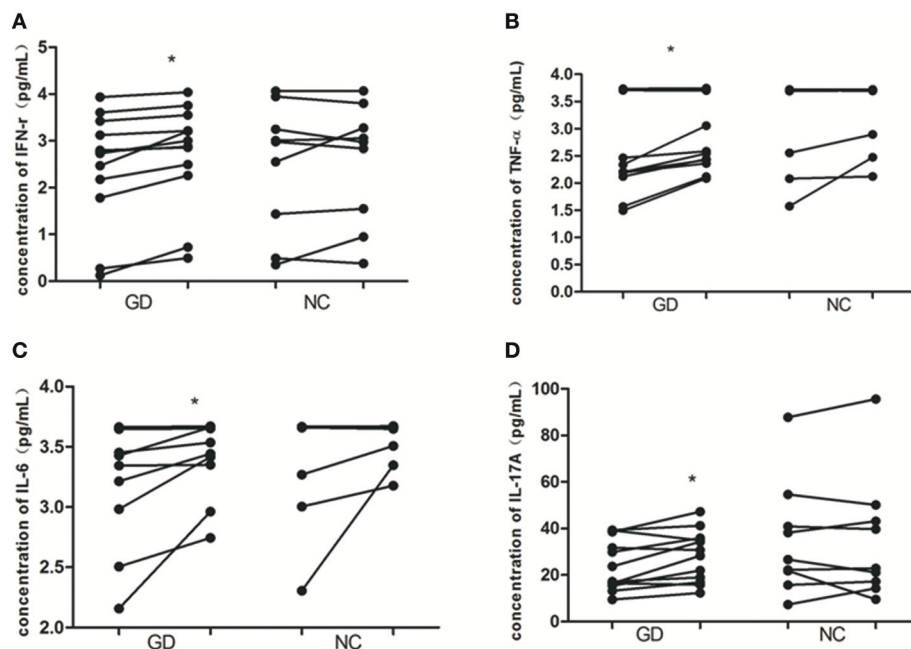 A
concentration of IFN-r（pg/mL）
5
4
3
2
1
0
*
GD
NC
B
concentration of TNF-α（pg/mL)
4.0
3.5
3.0
2.5
2.0
1.5
1.0
0.5
0.0
*
GD
NC
C
concentration of IL-6（pg/mL）
4.0
3.5
3.0
2.5
2.0
*
GD
NC
D
concentration of IL-17A（pg/mL）
100
80
60
40
20
0
*
GD
NC